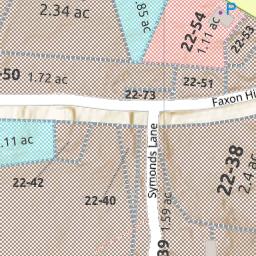 2.34 ac
.85 ac
22-54
1.11 ac
P
22-53
-50
1.72 ac
22-51
22-73
Faxon Hi
.11 ac
22-42
22-40
Symonds Lane
22-38
2.4 a
1.59 ac
39